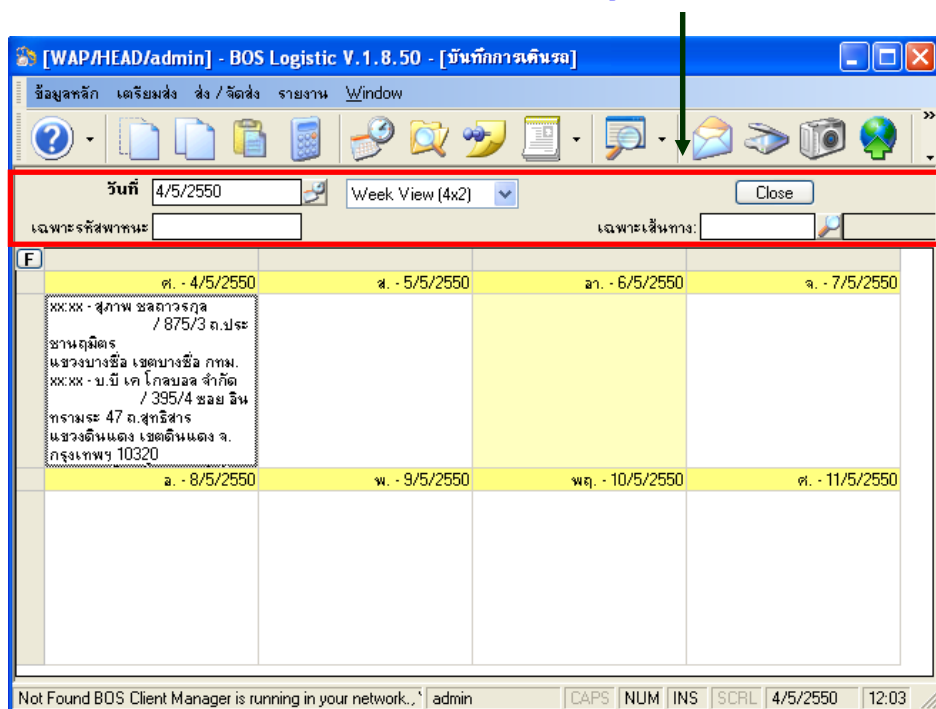 [WAP/HEAD/admin] - BOS Logistic V.1.8.50 - [บันทึกการเดินรถ]
ข้อมูลหลัก เตรียมส่ง ส่ง / จัดส่ง รายงาน Window
วันที่ 4/5/2550 Week View (4x2) Close
เฉพาะรหัสพาหนะ เฉพาะเส้นทาง:
F
ศ. - 4/5/2550 ส. - 5/5/2550 อา. - 6/5/2550 จ. - 7/5/2550
xx:xx - สุภาพ ชลถาวรกุล
/ 875/3 ถ.ประ
ชานฤมิตร
แขวงบางซื่อ เขตบางซื่อ กทม.
xx:xx - บ.บี เค โกลบอล จำกัด
/ 395/4 ซอย อิน
ทรามระ 47 ถ.สุทธิสาร
แขวงดินแดง เขตดินแดง จ.
กรุงเทพฯ 10320
อ. - 8/5/2550 พ. - 9/5/2550 พฤ. - 10/5/2550 ศ. - 11/5/2550
Not Found BOS Client Manager is running in your network., admin CAPS NUM INS SCRL 4/5/2550 12:03